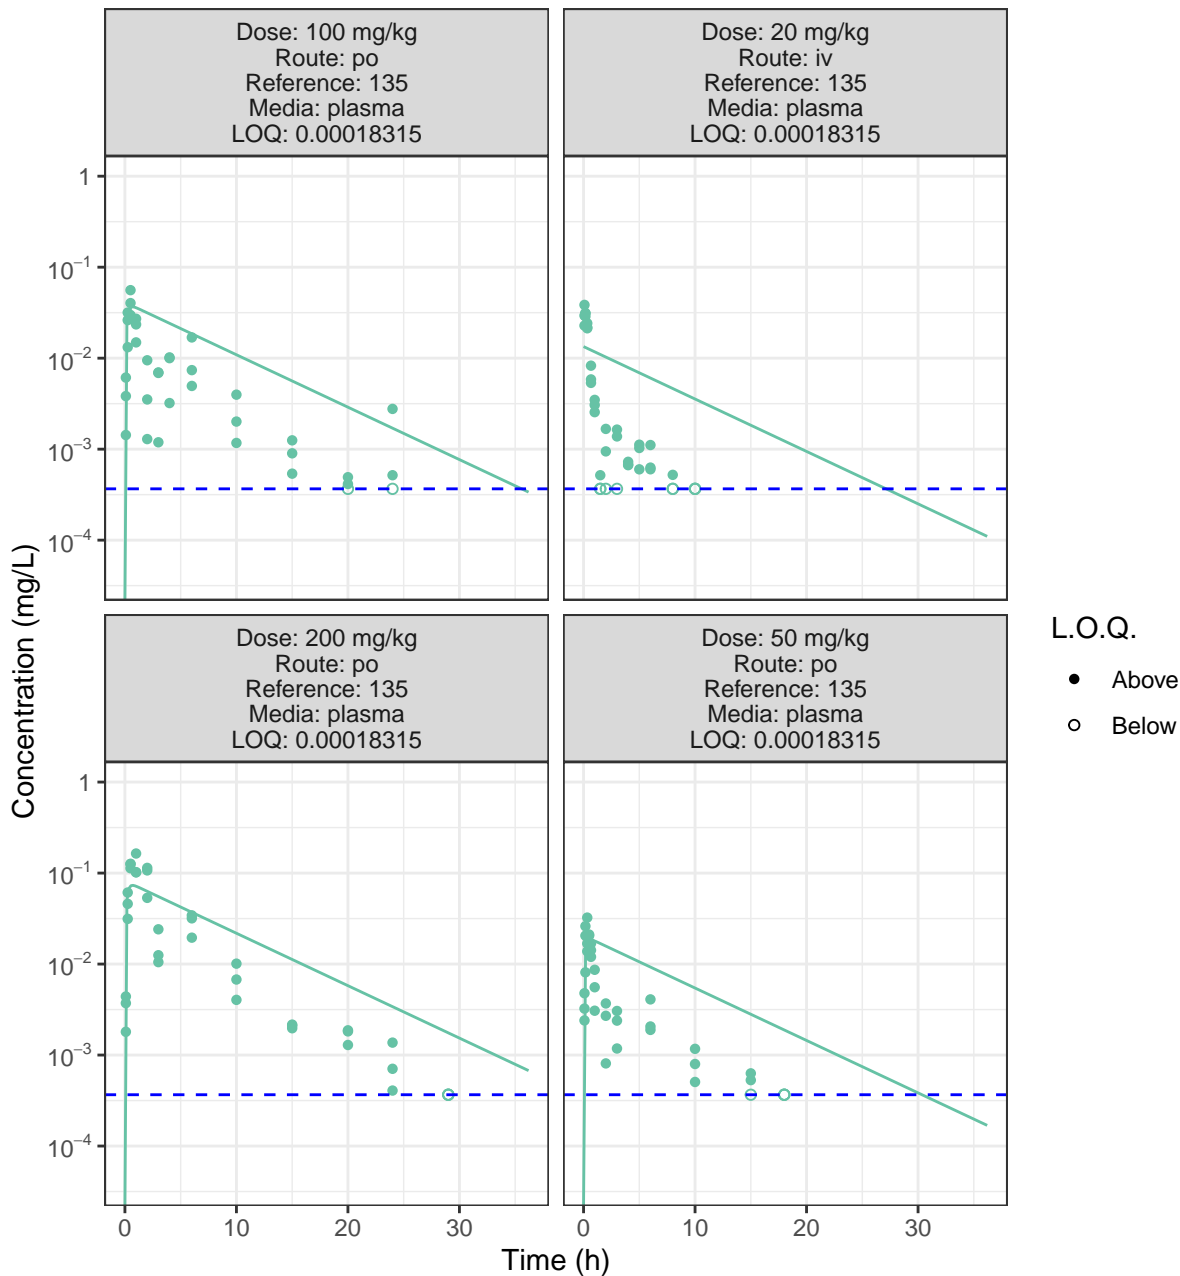 Dose: 100 mg/kg
Route: po
Reference: 135
Media: plasma
LOQ: 0.00018315
Dose: 20 mg/kg
Route: iv
Reference: 135
Media: plasma
LOQ: 0.00018315
1
10⁻¹
10⁻²
10⁻³
10⁻⁴
Dose: 200 mg/kg
Route: po
Reference: 135
Media: plasma
LOQ: 0.00018315
Dose: 50 mg/kg
Route: po
Reference: 135
Media: plasma
LOQ: 0.00018315
1
10⁻¹
10⁻²
10⁻³
10⁻⁴
0 10 20 30
0 10 20 30
Time (h)
Concentration (mg/L)
L.O.Q.
Above
Below